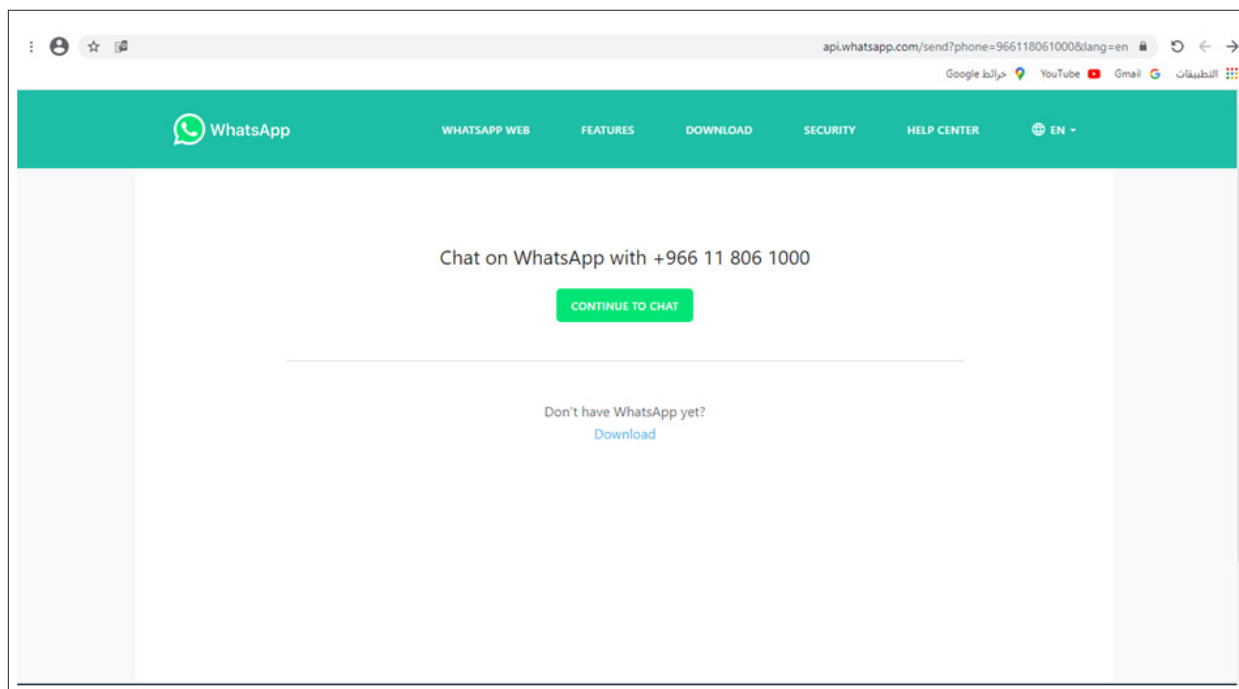 api.whatsapp.com/send?phone=966118061000&lang=en
التطبيقات Gmail YouTube خرائط Google
WhatsApp WHATSAPP WEB FEATURES DOWNLOAD SECURITY HELP CENTER EN
Chat on WhatsApp with +966 11 806 1000
CONTINUE TO CHAT
Don't have WhatsApp yet?
Download